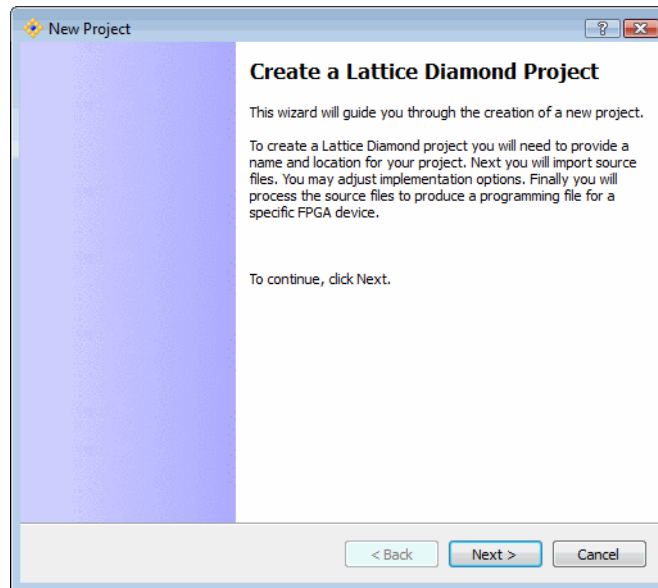 New Project
?
X
Create a Lattice Diamond Project
This wizard will guide you through the creation of a new project.
To create a Lattice Diamond project you will need to provide a
name and location for your project. Next you will import source
files. You may adjust implementation options. Finally you will
process the source files to produce a programming file for a
specific FPGA device.
To continue, click Next.
< Back
Next >
Cancel